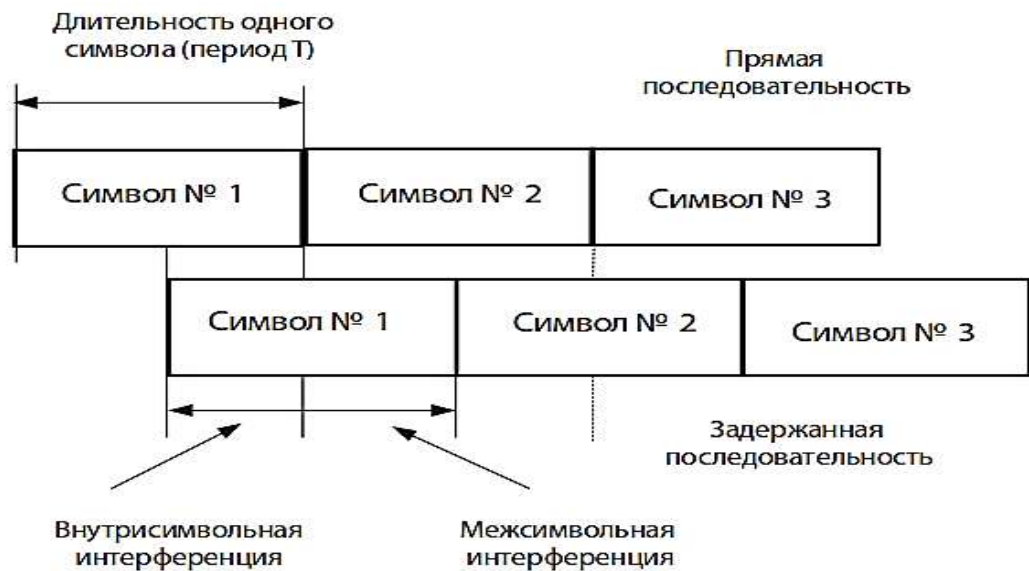 Длительность одного
символа (период Т)
Прямая
последовательность
Символ № 1
Символ № 2
Символ № 3
Символ № 1
Символ № 2
Символ № 3
Задержанная
последовательность
Внутрисимвольная
интерференция
Межсимвольная
интерференция